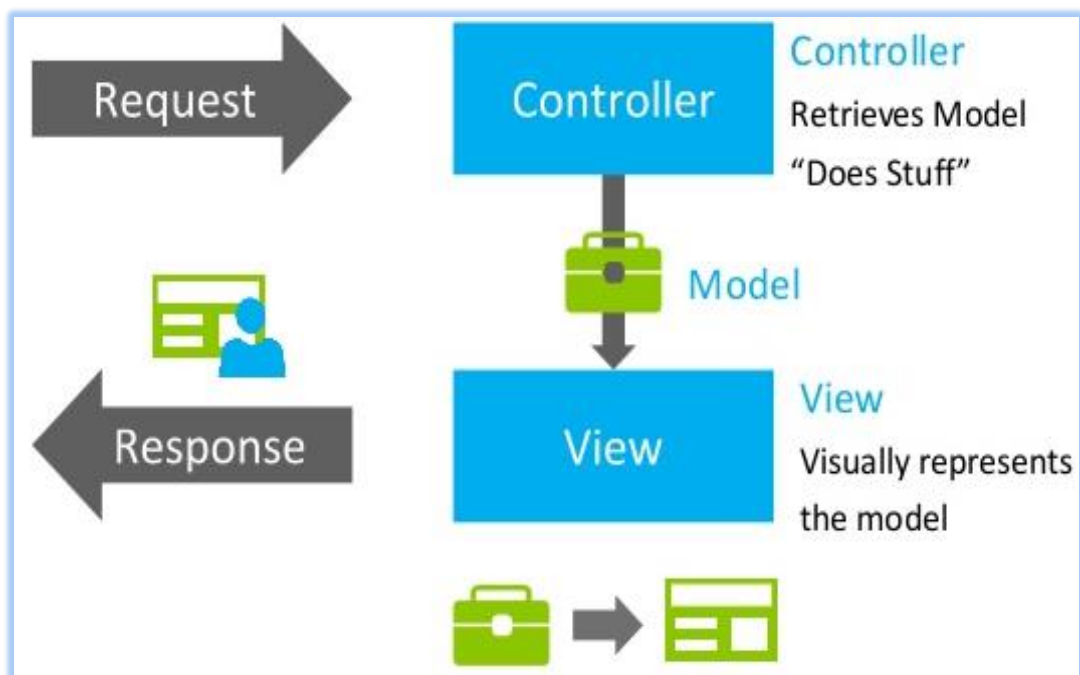 Request
Controller
Controller
Retrieves Model
“Does Stuff”
Model
Response
View
View
Visually represents
the model